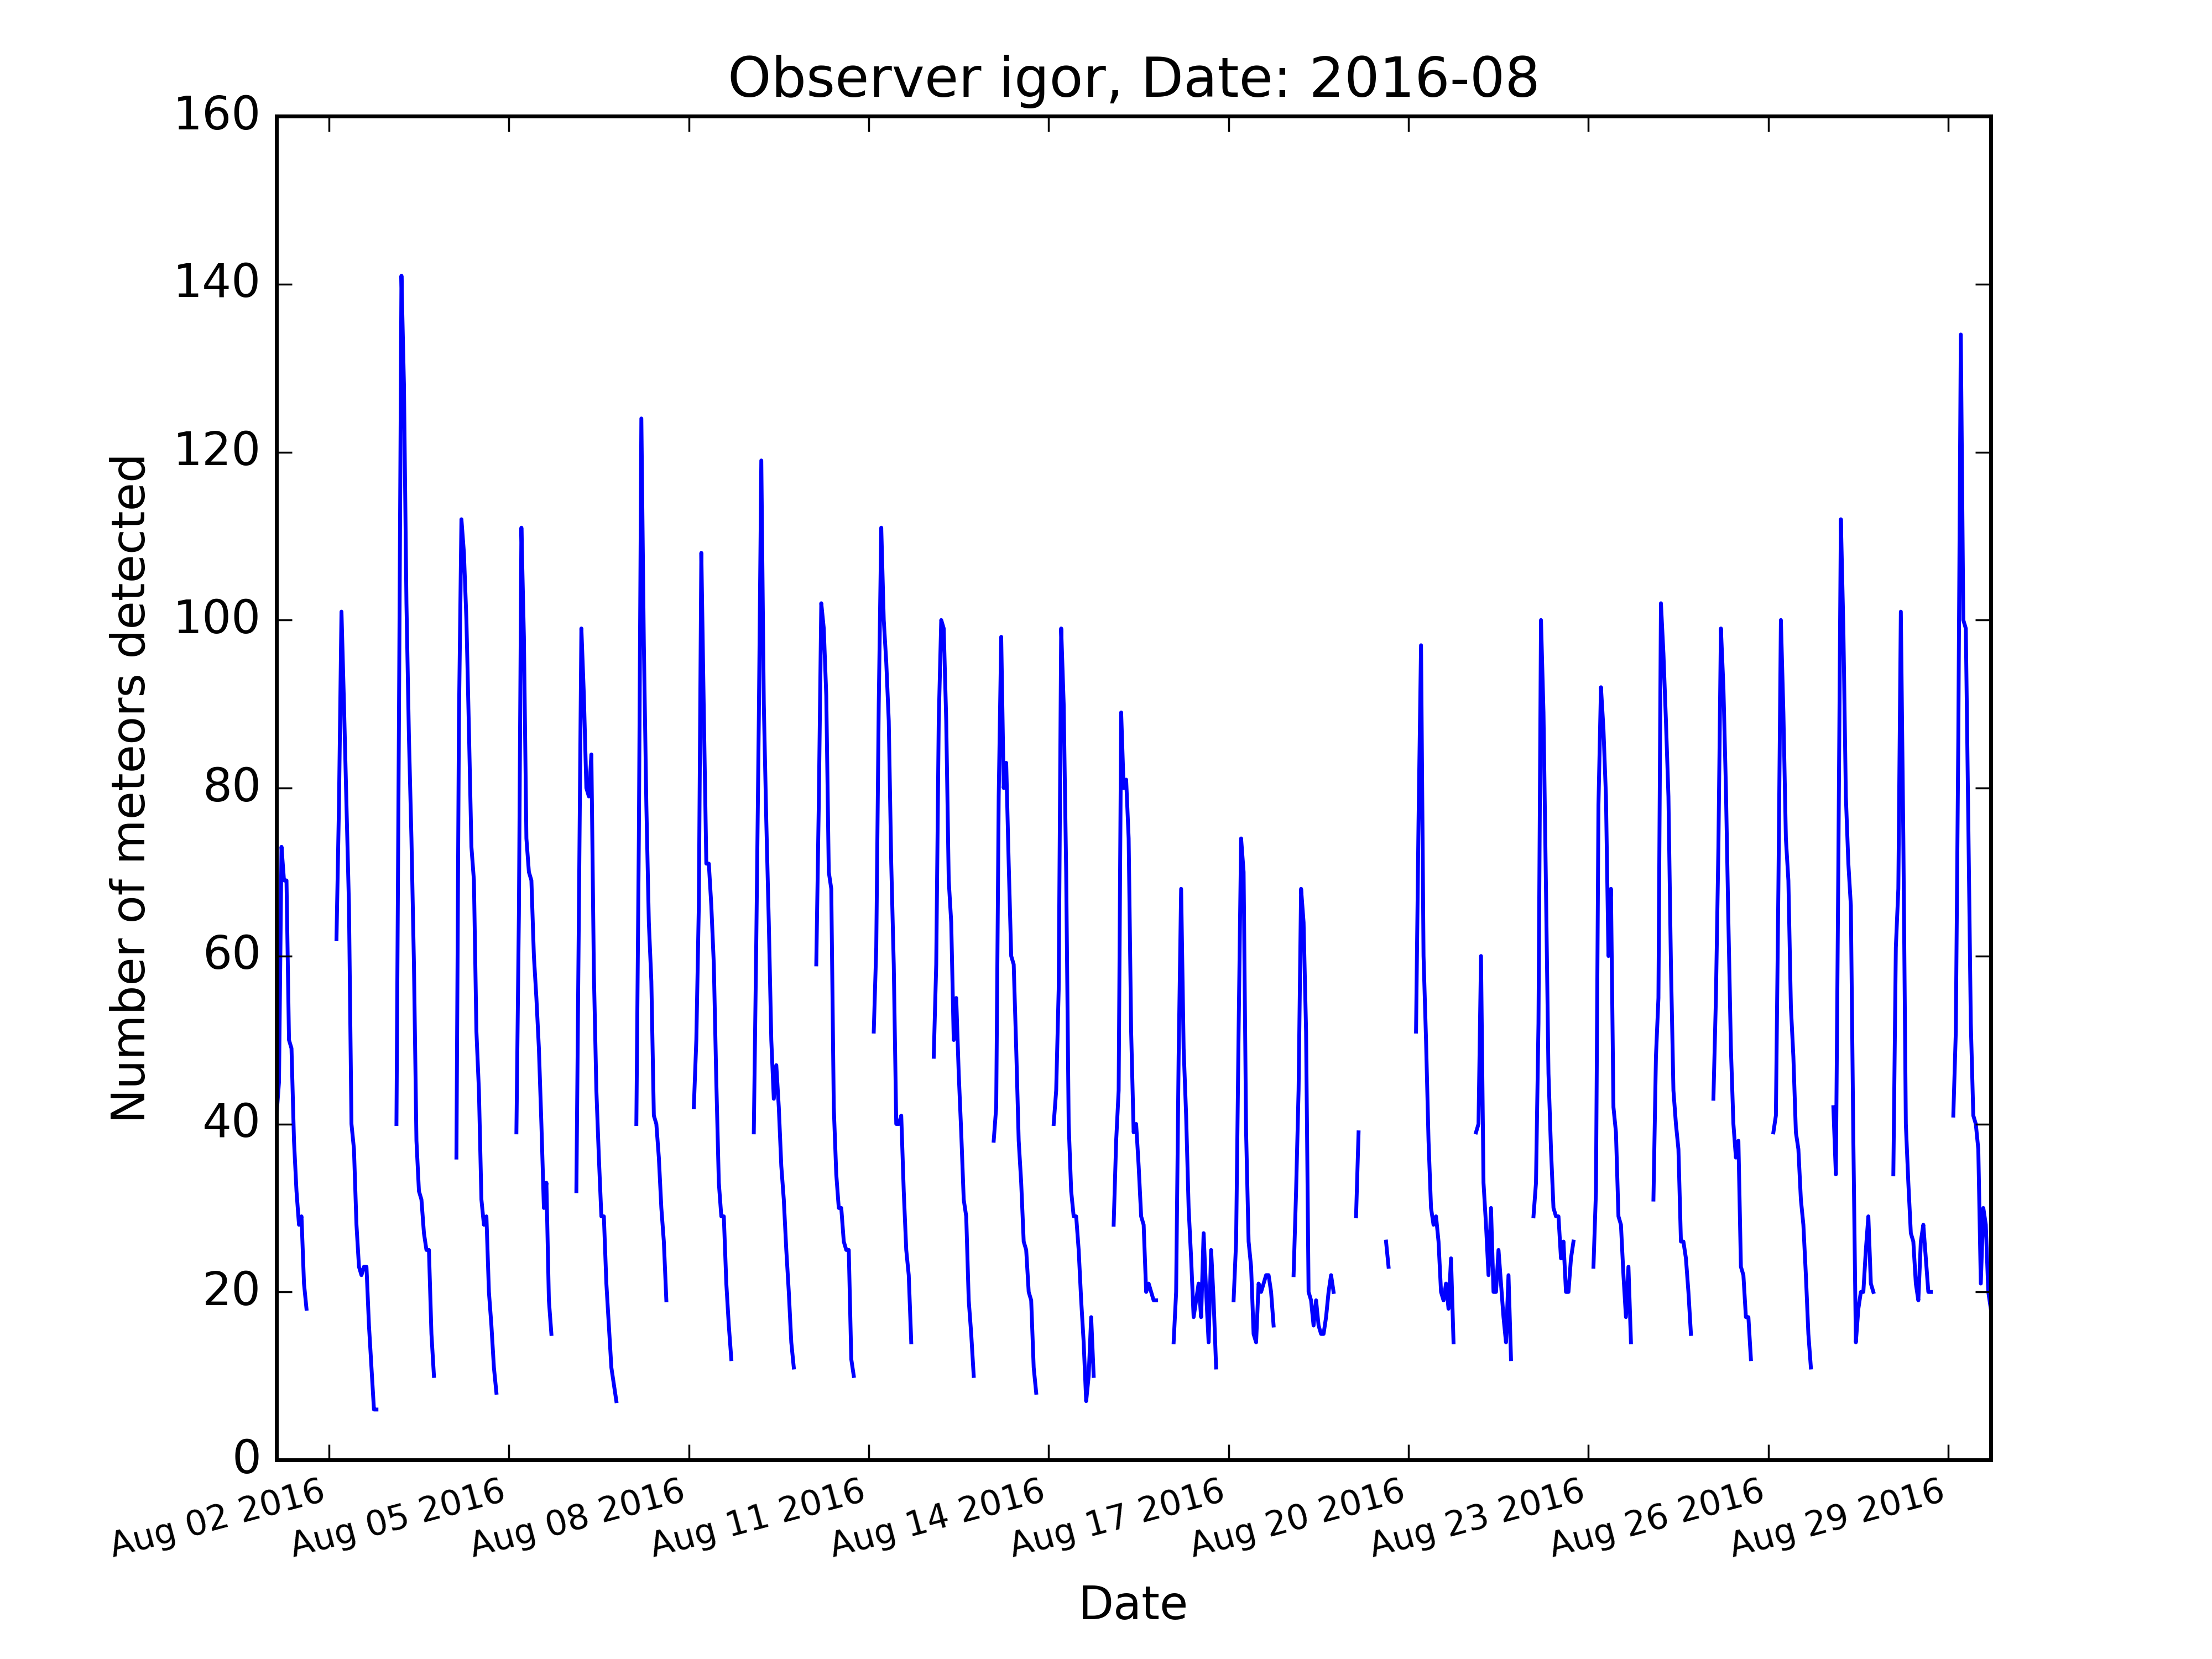 Observer igor, Date: 2016-08
160
140
120
100
80
60
40
20
0
Number of meteors detected
Aug 02 2016
Aug 05 2016
Aug 08 2016
Aug 11 2016
Aug 14 2016
Aug 17 2016
Aug 20 2016
Aug 23 2016
Aug 26 2016
Aug 29 2016
Date